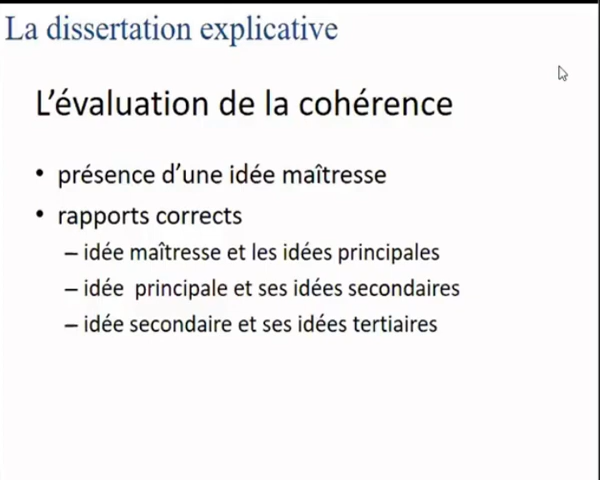 La dissertation explicative
L’évaluation de la cohérence
• présence d’une idée maîtresse
• rapports corrects
– idée maîtresse et les idées principales
– idée principale et ses idées secondaires
– idée secondaire et ses idées tertiaires